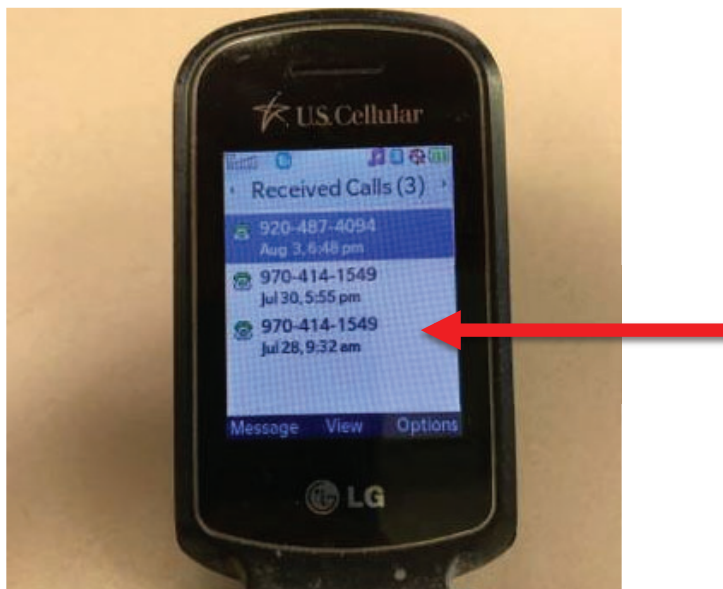 U.S. Cellular
Received Calls (3)
920-487-4094
Aug 3, 6:48 pm
970-414-1549
Jul 30, 5:55 pm
970-414-1549
Jul 28, 9:32 am
Message View Options
LG